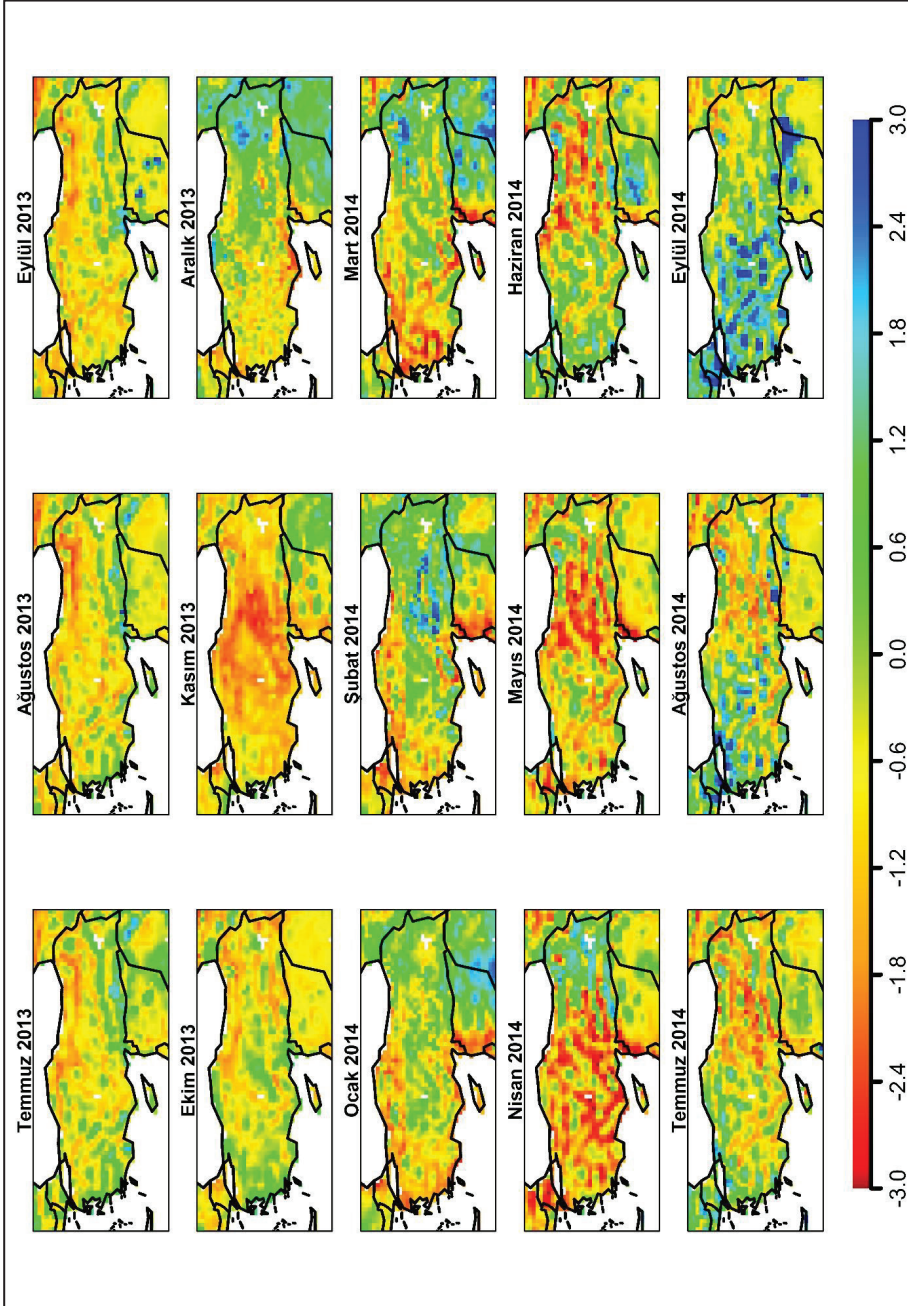 Temmuz 2013
Ağustos 2013
Eylül 2013
Ekim 2013
Kasım 2013
Aralık 2013
Ocak 2014
Şubat 2014
Mart 2014
Nisan 2014
Mayıs 2014
Haziran 2014
Temmuz 2014
Ağustos 2014
Eylül 2014
-3.0 -2.4 -1.8 -1.2 -0.6 0.0 0.6 1.2 1.8 2.4 3.0